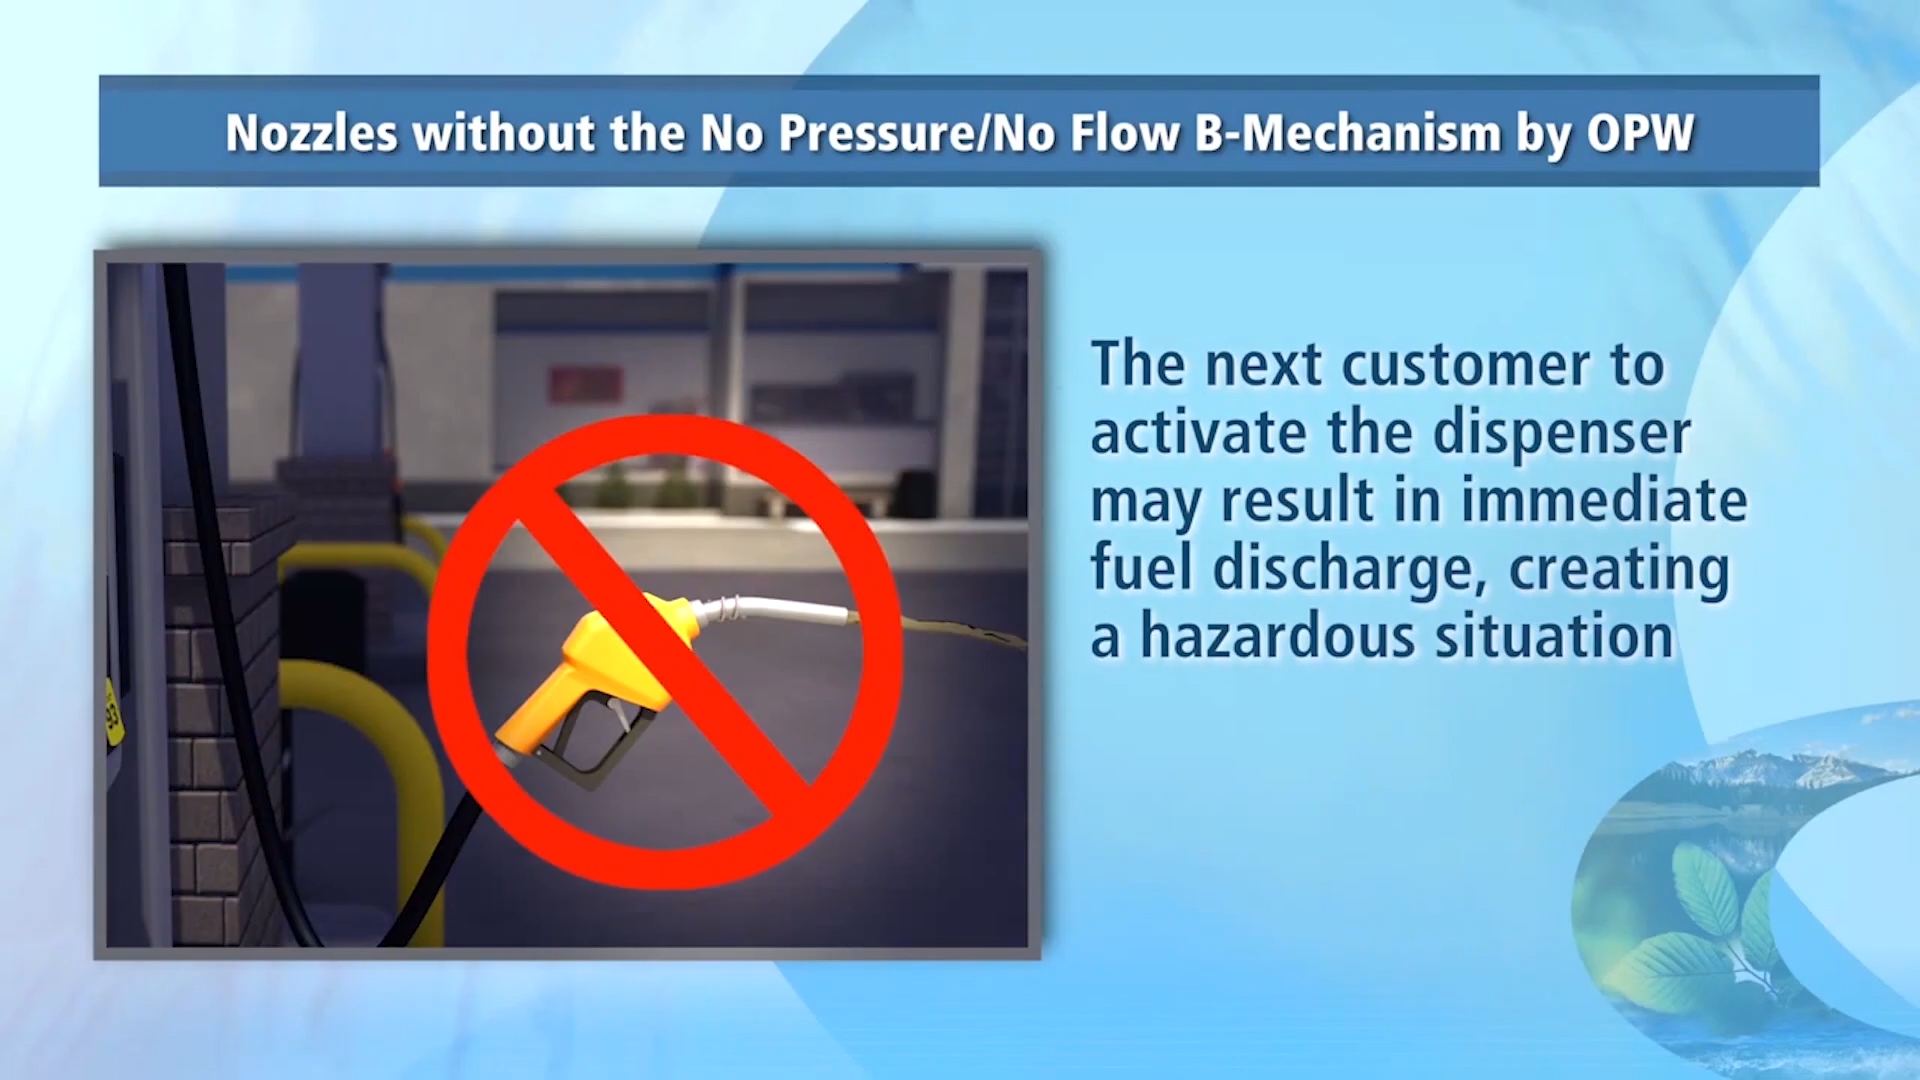 Nozzles without the No Pressure/No Flow B-Mechanism by OPW
The next customer to
activate the dispenser
may result in immediate
fuel discharge, creating
a hazardous situation
93